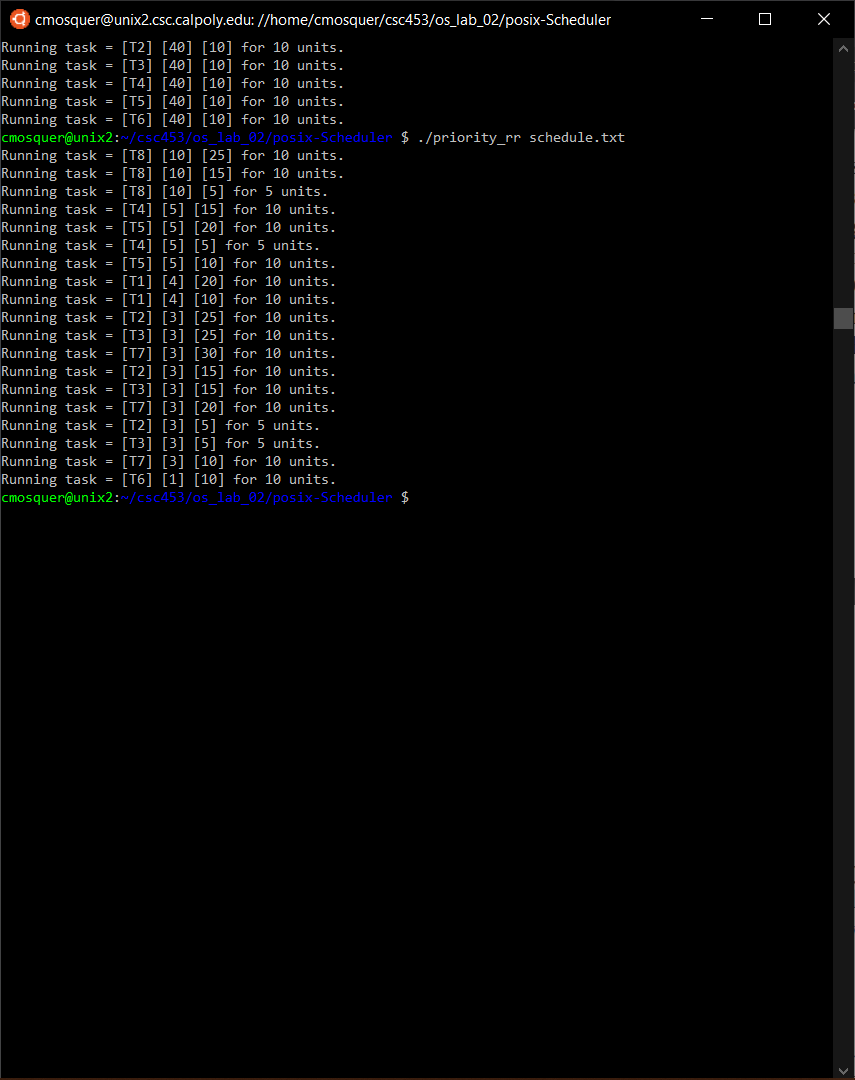 cmosquer@unix2.csc.calpoly.edu: //home/cmosquer/csc453/os_lab_02/posix-Scheduler
Running task = [T2] [40] [10] for 10 units.
Running task = [T3] [40] [10] for 10 units.
Running task = [T4] [40] [10] for 10 units.
Running task = [T5] [40] [10] for 10 units.
Running task = [T6] [40] [10] for 10 units.
cmosquer@unix2:~/csc453/os_lab_02/posix-Scheduler $ ./priority_rr schedule.txt
Running task = [T8] [10] [25] for 10 units.
Running task = [T8] [10] [15] for 10 units.
Running task = [T8] [10] [5] for 5 units.
Running task = [T4] [5] [15] for 10 units.
Running task = [T5] [5] [20] for 10 units.
Running task = [T4] [5] [5] for 5 units.
Running task = [T5] [5] [10] for 10 units.
Running task = [T1] [4] [20] for 10 units.
Running task = [T1] [4] [10] for 10 units.
Running task = [T2] [3] [25] for 10 units.
Running task = [T3] [3] [25] for 10 units.
Running task = [T7] [3] [30] for 10 units.
Running task = [T2] [3] [15] for 10 units.
Running task = [T3] [3] [15] for 10 units.
Running task = [T7] [3] [20] for 10 units.
Running task = [T2] [3] [5] for 5 units.
Running task = [T3] [3] [5] for 5 units.
Running task = [T7] [3] [10] for 10 units.
Running task = [T6] [1] [10] for 10 units.
cmosquer@unix2:~/csc453/os_lab_02/posix-Scheduler $